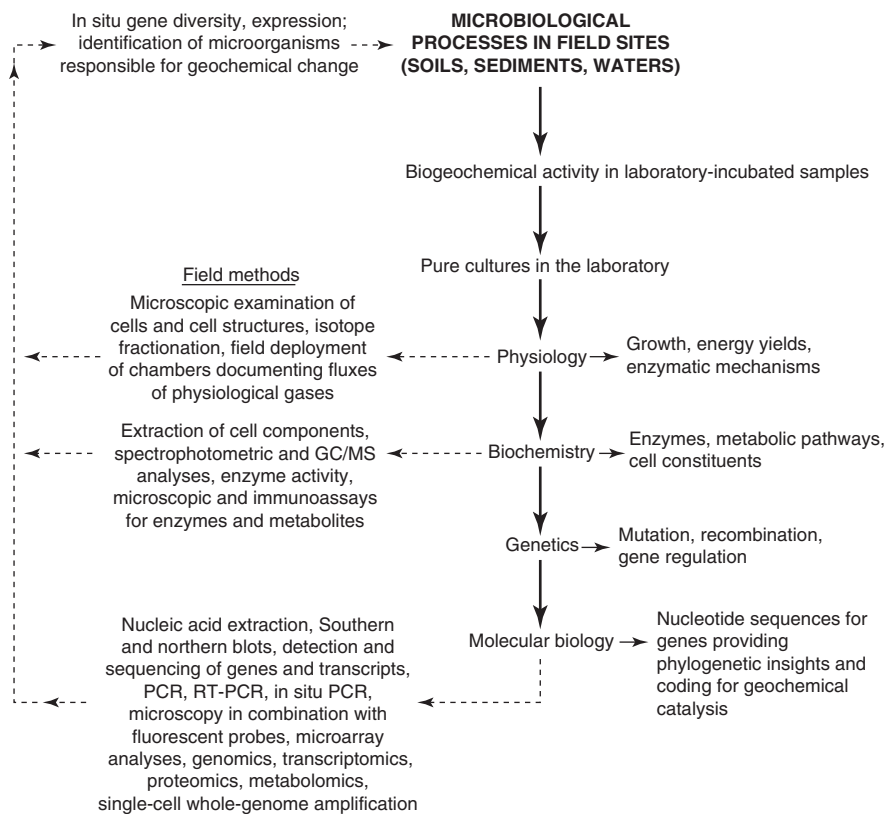 In situ gene diversity, expression;
identification of microorganisms
responsible for geochemical change
MICROBIOLOGICAL
PROCESSES IN FIELD SITES
(SOILS, SEDIMENTS, WATERS)
Biogeochemical activity in laboratory-incubated samples
Pure cultures in the laboratory
Field methods
Microscopic examination of
cells and cell structures, isotope
fractionation, field deployment
of chambers documenting fluxes
of physiological gases
Physiology
Growth, energy yields,
enzymatic mechanisms
Extraction of cell components,
spectrophotometric and GC/MS
analyses, enzyme activity,
microscopic and immunoassays
for enzymes and metabolites
Biochemistry
Enzymes, metabolic pathways,
cell constituents
Genetics
Mutation, recombination,
gene regulation
Nucleic acid extraction, Southern
and northern blots, detection and
sequencing of genes and transcripts,
PCR, RT-PCR, in situ PCR,
microscopy in combination with
fluorescent probes, microarray
analyses, genomics, transcriptomics,
proteomics, metabolomics,
single-cell whole-genome amplification
Molecular biology
Nucleotide sequences for
genes providing
phylogenetic insights and
coding for geochemical
catalysis